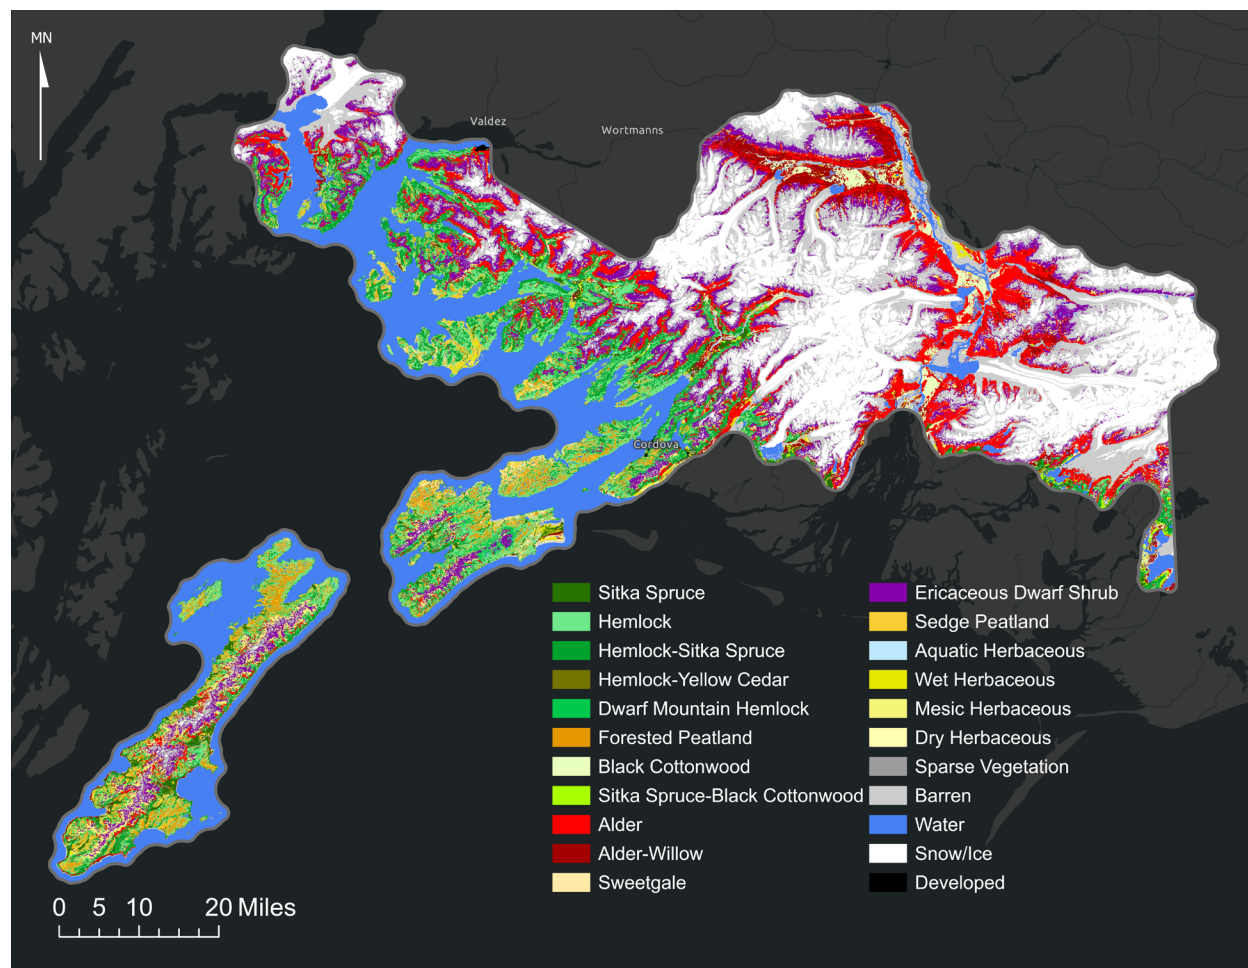 MN
Valdez
Wortmanns
Cordova
Sitka Spruce
Hemlock
Hemlock-Sitka Spruce
Hemlock-Yellow Cedar
Dwarf Mountain Hemlock
Forested Peatland
Black Cottonwood
Sitka Spruce-Black Cottonwood
Alder
Alder-Willow
Sweetgale
Ericaceous Dwarf Shrub
Sedge Peatland
Aquatic Herbaceous
Wet Herbaceous
Mesic Herbaceous
Dry Herbaceous
Sparse Vegetation
Barren
Water
Snow/Ice
Developed
0 5 10 20 Miles